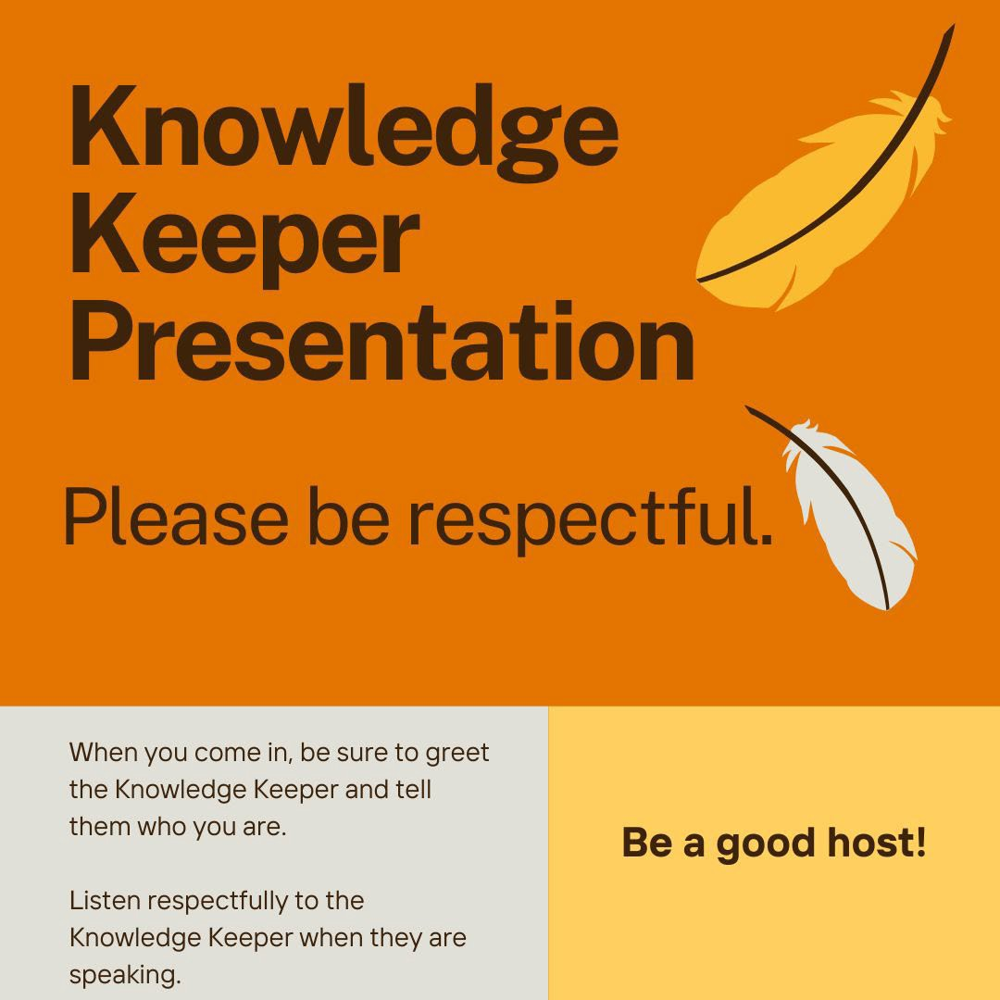 Knowledge
Keeper
Presentation
Please be respectful.
When you come in, be sure to greet
the Knowledge Keeper and tell
them who you are.
Listen respectfully to the
Knowledge Keeper when they are
speaking.
Be a good host!